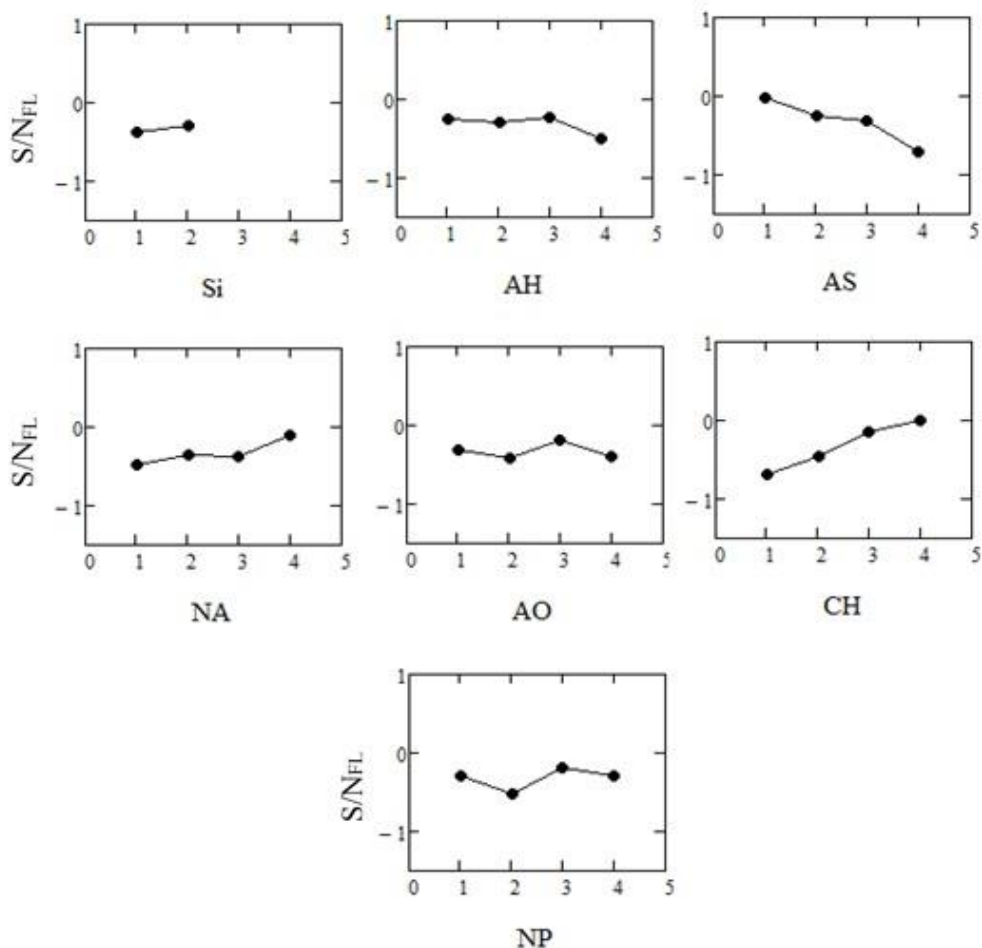 1 1 1
S/NFL 0 0 0
− 1 − 1 − 1
0 1 2 3 4 5 0 1 2 3 4 5 0 1 2 3 4 5
Si AH AS
1 1 1
S/NFL 0 0 0
− 1 − 1 − 1
0 1 2 3 4 5 0 1 2 3 4 5 0 1 2 3 4 5
NA AO CH
1
S/NFL 0
− 1
0 1 2 3 4 5
NP